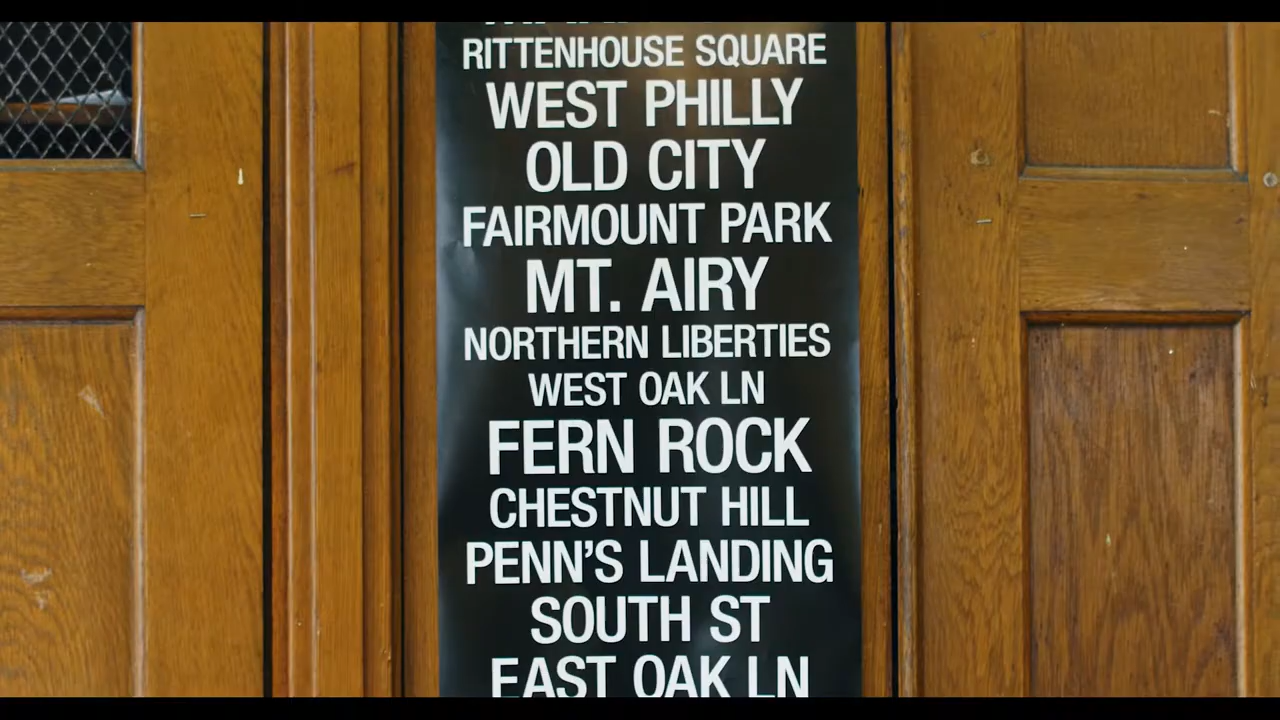 RITTENHOUSE SQUARE
WEST PHILLY
OLD CITY
FAIRMOUNT PARK
MT. AIRY
NORTHERN LIBERTIES
WEST OAK LN
FERN ROCK
CHESTNUT HILL
PENN'S LANDING
SOUTH ST
EAST OAK LN